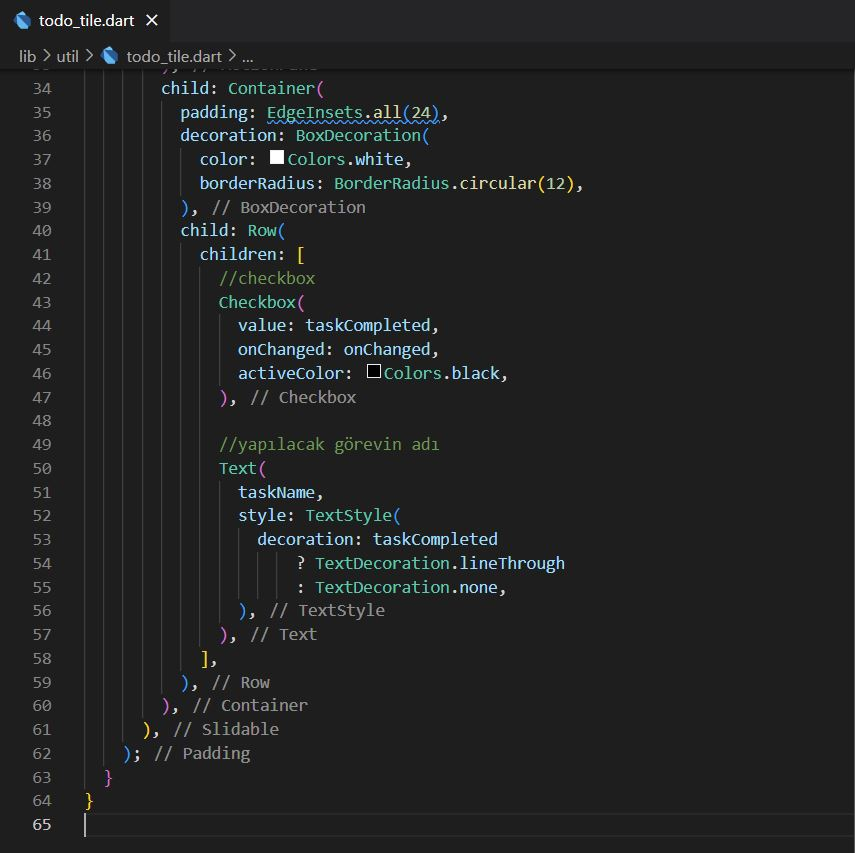 todo_tile.dart
lib > util > todo_tile.dart > ...
34 child: Container(
35 padding: EdgeInsets.all(24),
36 decoration: BoxDecoration(
37 color: Colors.white,
38 borderRadius: BorderRadius.circular(12),
39 ), // BoxDecoration
40 child: Row(
41 children: [
42 //checkbox
43 Checkbox(
44 value: taskCompleted,
45 onChanged: onChanged,
46 activeColor: Colors.black,
47 ), // Checkbox
48
49 //yapılacak görevin adı
50 Text(
51 taskName,
52 style: TextStyle(
53 decoration: taskCompleted
54 ? TextDecoration.lineThrough
55 : TextDecoration.none,
56 ), // TextStyle
57 ), // Text
58 ],
59 ), // Row
60 ), // Container
61 ), // Slidable
62 ); // Padding
63 }
64 }
65